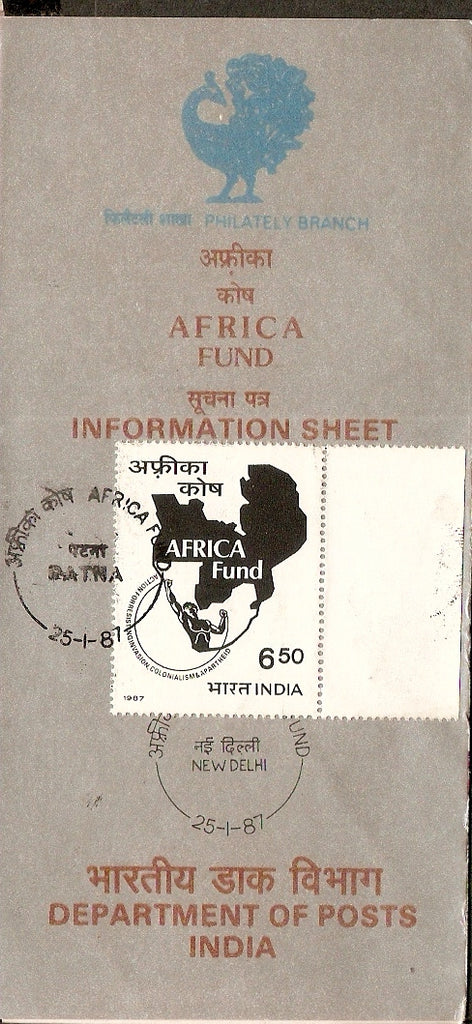 फिलैटली शाखा PHILATELY BRANCH
अफ्रीका
कोष
AFRICA
FUND
सूचना पत्र
INFORMATION SHEET
अफ़्रीका
कोष
AFRICA
Fund
ACTION FOR RESISTING INVASION, COLONIALISM & APARTHEID
6 50
1987
भारत INDIA
अफ्रीका कोष AFRICA FUND
पटना
PATNA
25-1-87
अफ्री UND
नई दिल्ली
NEW DELHI
25-1-87
भारतीय डाक विभाग
DEPARTMENT OF POSTS
INDIA